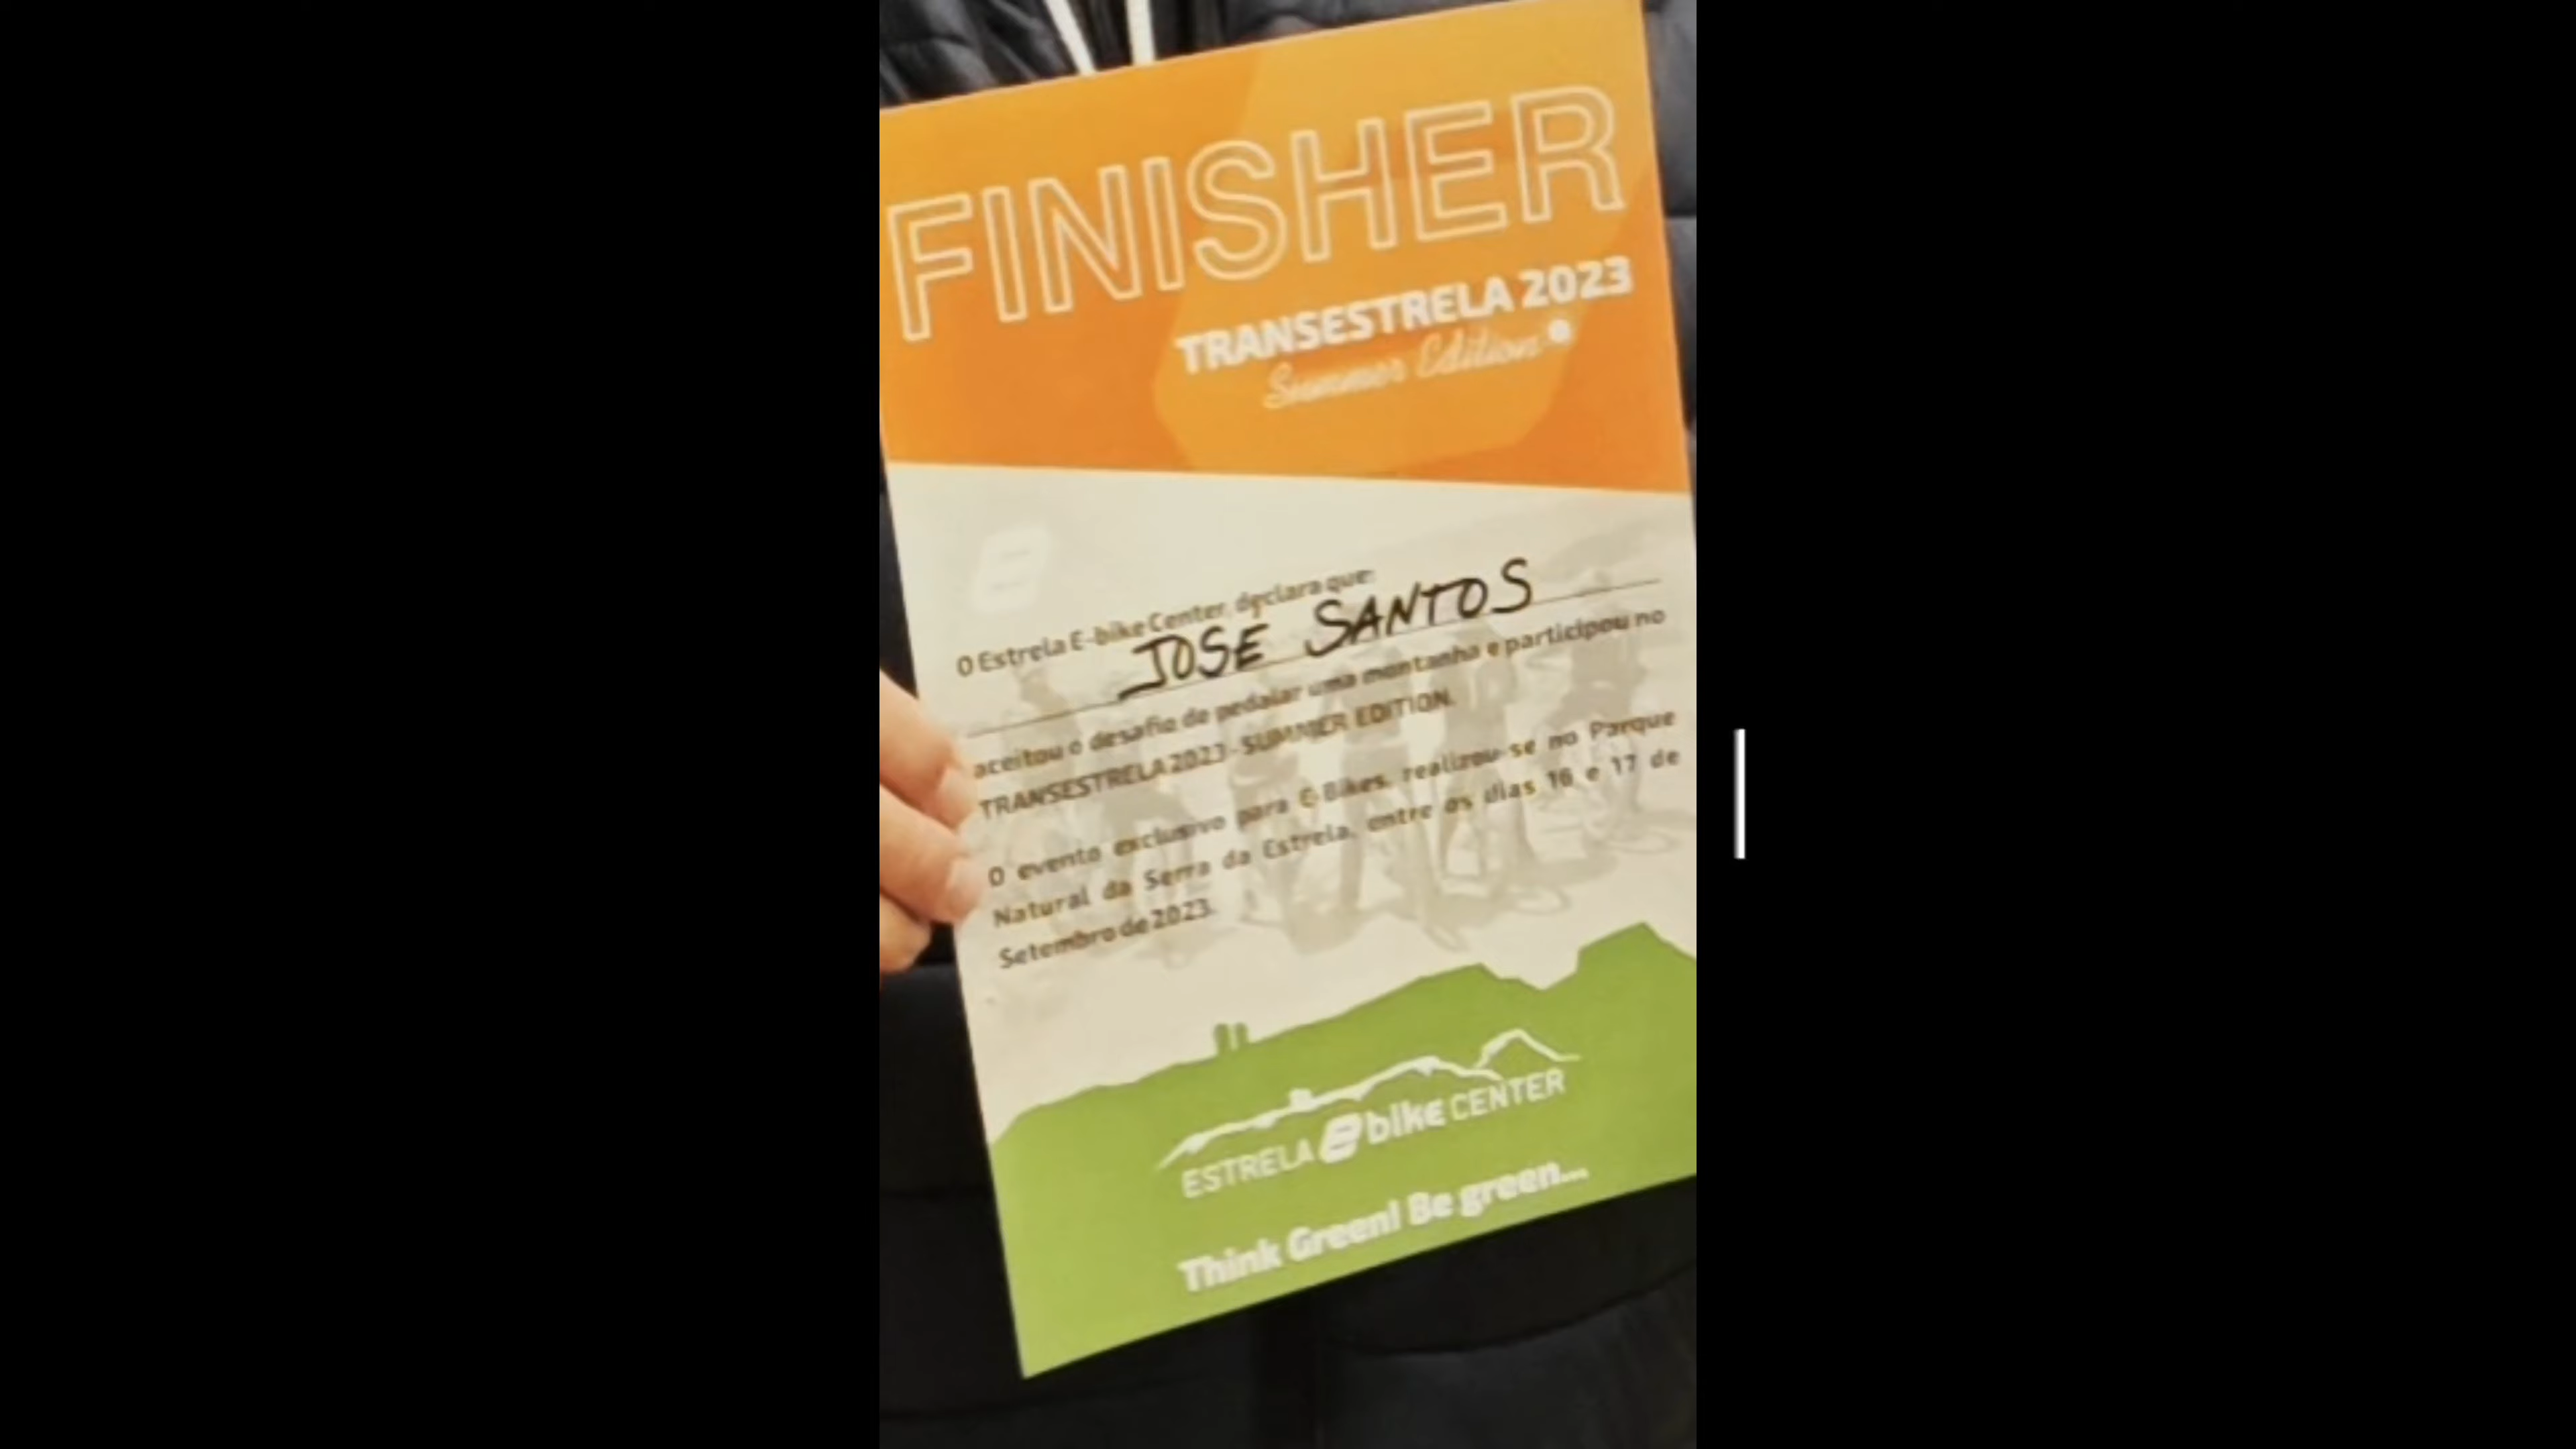 FINISHER
TRANSESTRELA 2023
Summer Edition
e
O Estrela E-bike Center, declara que:
JOSE SANTOS
aceitou o desafio de pedalar uma montanha e participou no
TRANSESTRELA 2023 - SUMMER EDITION.
O evento exclusivo para E-Bikes, realizou-se no Parque
Natural da Serra da Estrela, entre os dias 16 e 17 de
Setembro de 2023.
ESTRELA e bike CENTER
Think Green! Be green...